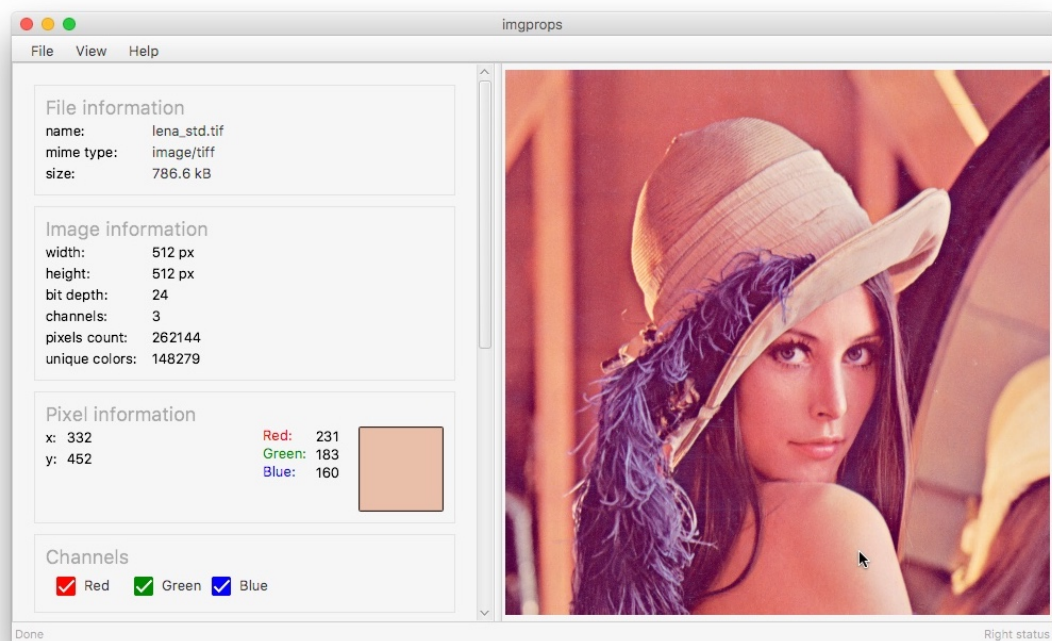 imgprops
File View Help
File information
name: lena_std.tif
mime type: image/tiff
size: 786.6 kB
Image information
width: 512 px
height: 512 px
bit depth: 24
channels: 3
pixels count: 262144
unique colors: 148279
Pixel information
x: 332
y: 452
Red: 231
Green: 183
Blue: 160
Channels
Red Green Blue
Done Right status